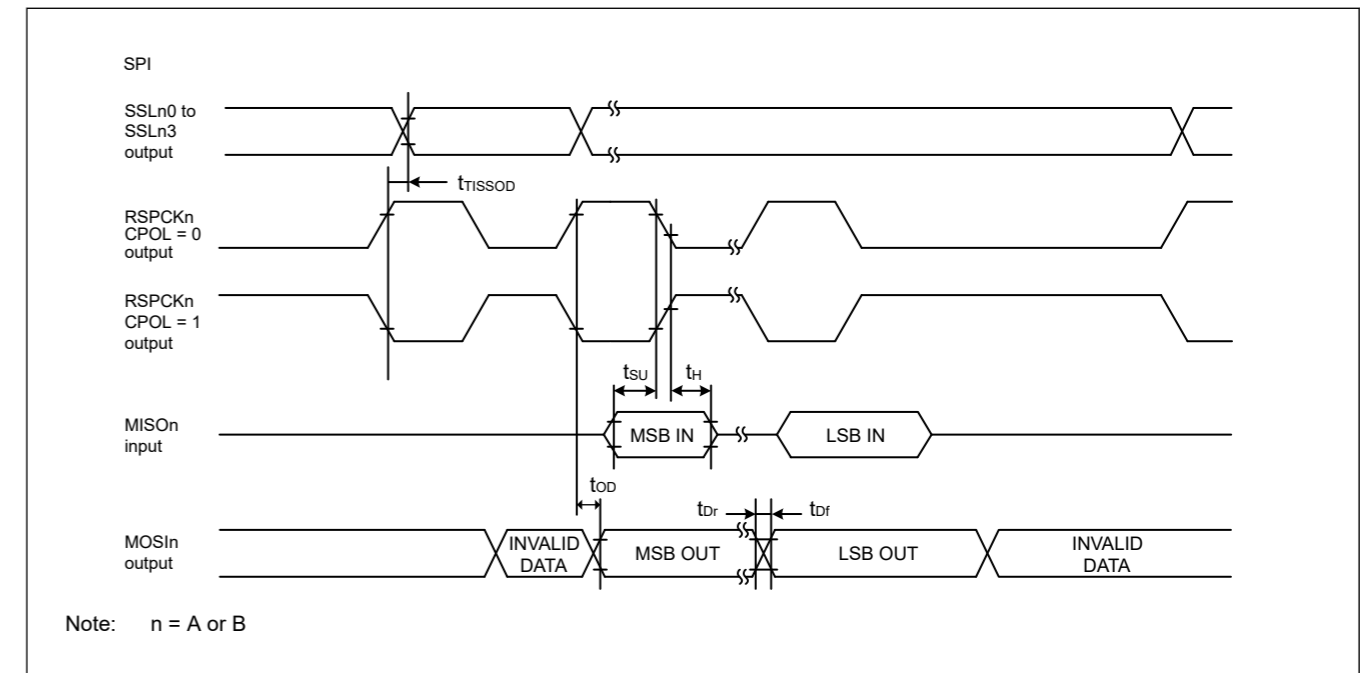 SPI
SSLn0 to
SSLn3
output
tTISSOD
RSPCKn
CPOL = 0
output
RSPCKn
CPOL = 1
output
tSU
tH
MISOn
input
MSB IN
LSB IN
tOD
tDr
tDf
MOSIn
output
INVALID
DATA
MSB OUT
LSB OUT
INVALID
DATA
Note: n = A or B